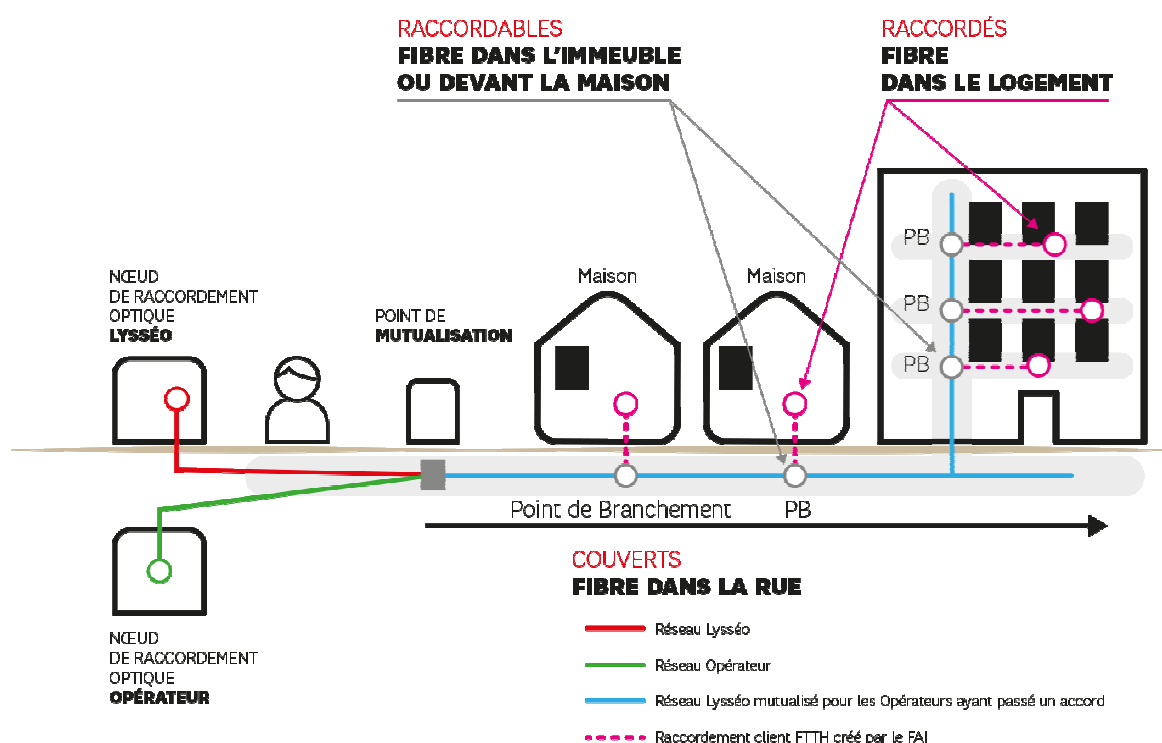 RACCORDABLES
FIBRE DANS L'IMMEUBLE
OU DEVANT LA MAISON
RACCORDÉS
FIBRE
DANS LE LOGEMENT
NŒUD
DE RACCORDEMENT
OPTIQUE
LYSSÉO
POINT DE
MUTUALISATION
Maison
Maison
PB
PB
PB
Point de Branchement
PB
NŒUD
DE RACCORDEMENT
OPTIQUE
OPÉRATEUR
COUVERTS
FIBRE DANS LA RUE
Réseau Lysséo
Réseau Opérateur
Réseau Lysséo mutualisé pour les Opérateurs ayant passé un accord
Raccordement client FTTH créé par le FAI